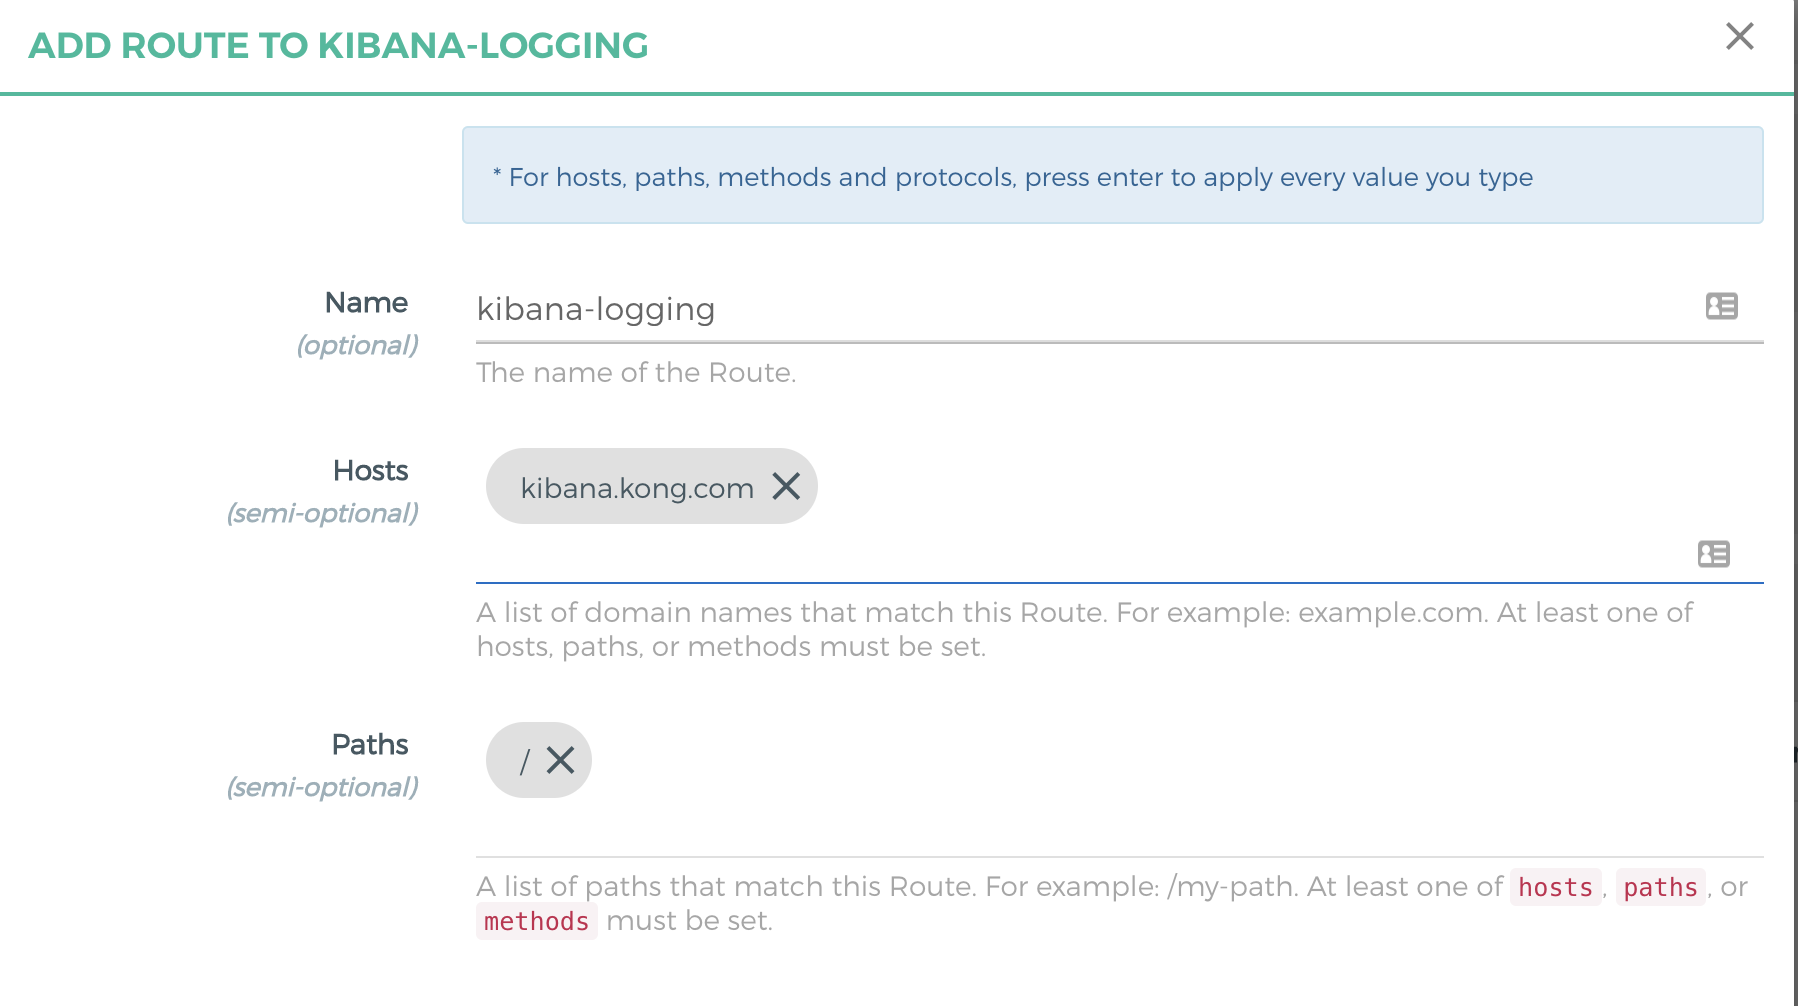 ADD ROUTE TO KIBANA-LOGGING
* For hosts, paths, methods and protocols, press enter to apply every value you type
Name
(optional)
kibana-logging
The name of the Route.
Hosts
(semi-optional)
kibana.kong.com
A list of domain names that match this Route. For example: example.com. At least one of
hosts, paths, or methods must be set.
Paths
(semi-optional)
/
A list of paths that match this Route. For example: /my-path. At least one of hosts, paths, or
methods must be set.